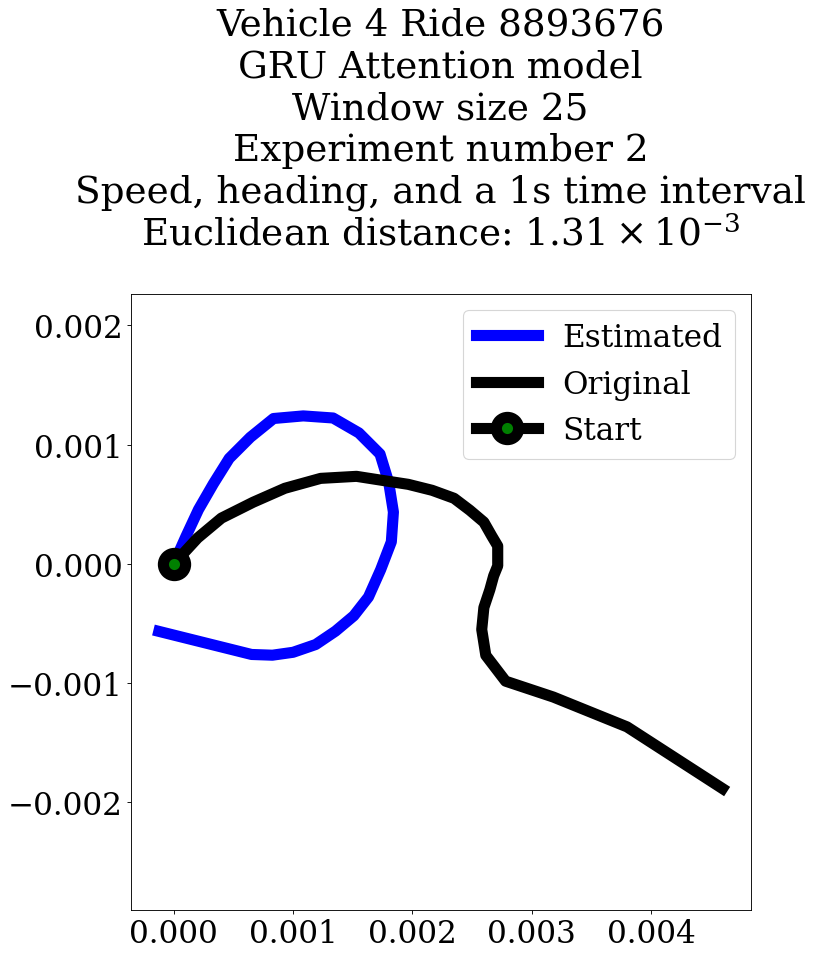 Vehicle 4 Ride 8893676
GRU Attention model
Window size 25
Experiment number 2
Speed, heading, and a 1s time interval
Euclidean distance: 1.31 × 10⁻³
Estimated
Original
Start
0.002
0.001
0.000
−0.001
−0.002
0.000 0.001 0.002 0.003 0.004